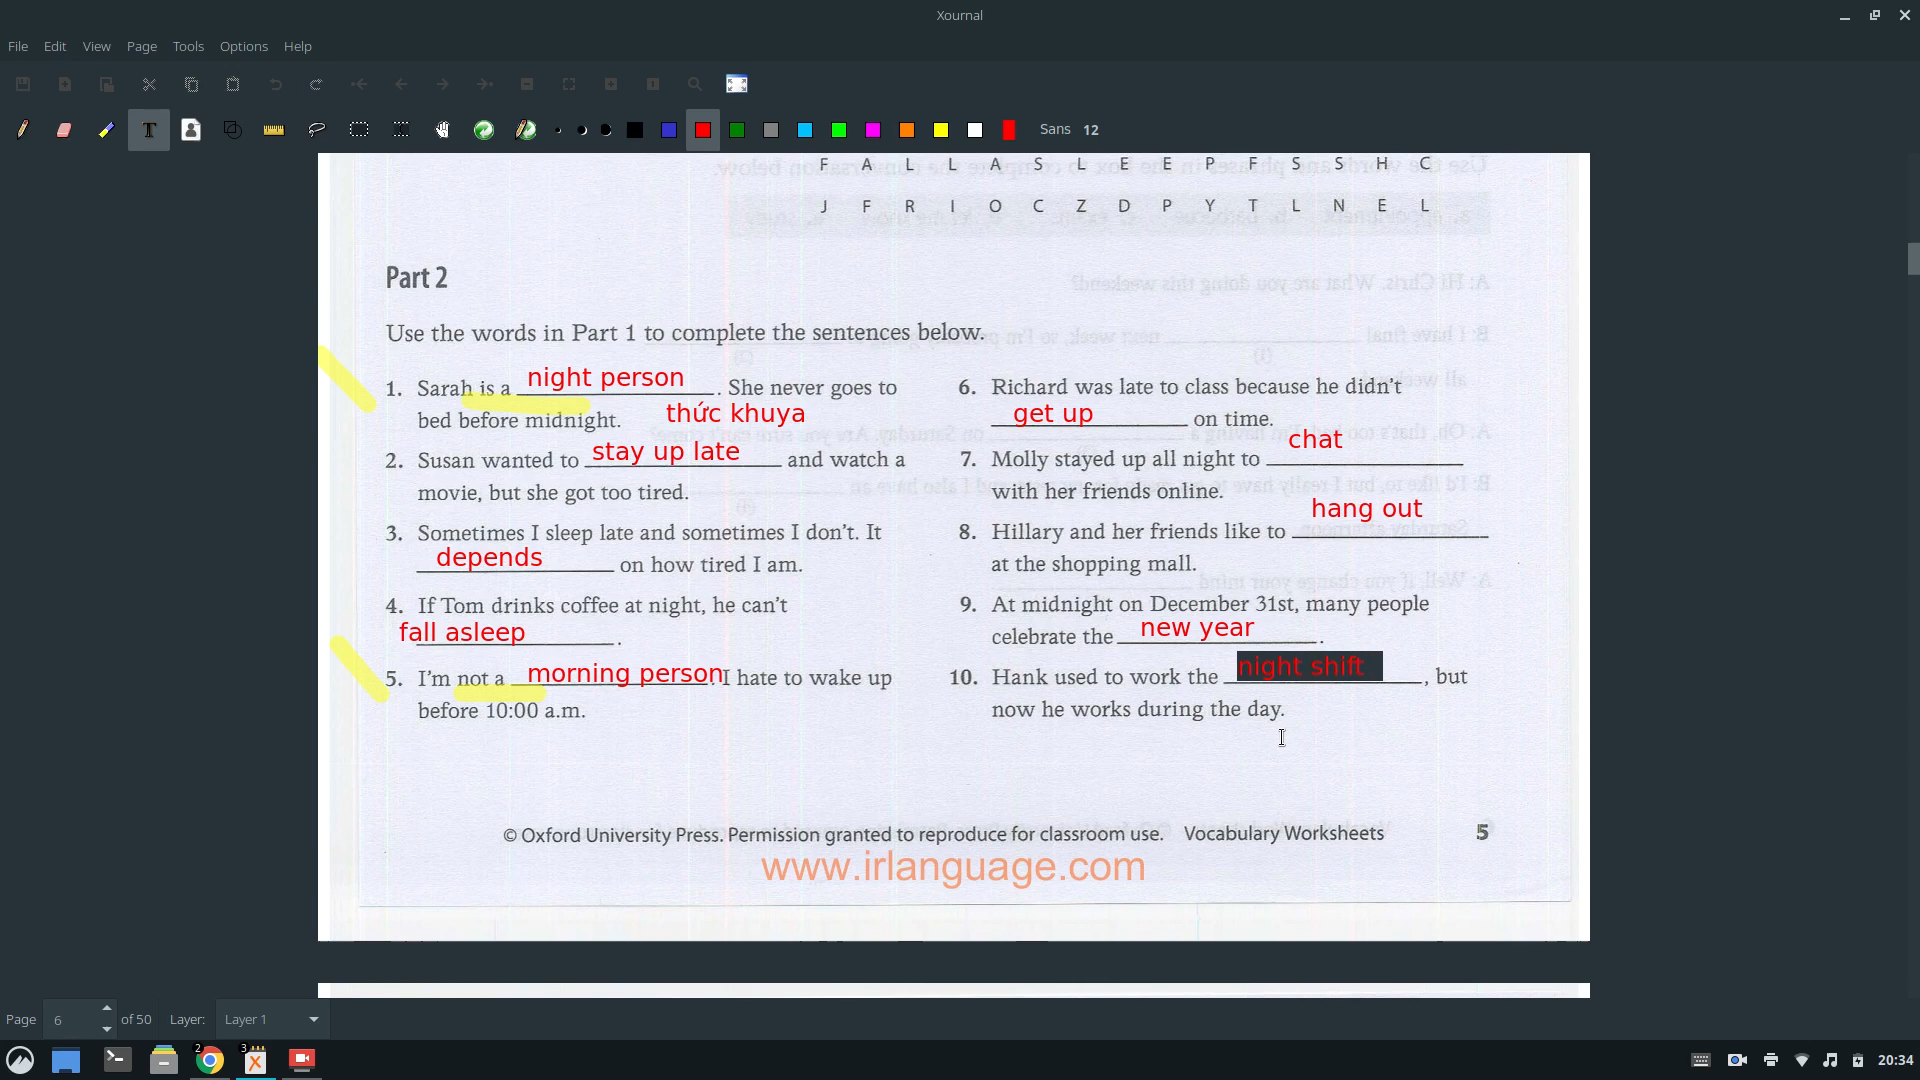 Xournal
File Edit View Page Tools Options Help
Sans 12
F A L L A S L E E P F S S H C
J F R I O C Z D P Y T L N E L
Part 2
Use the words in Part 1 to complete the sentences below.
1. Sarah is a night person. She never goes to
bed before midnight. thức khuya
2. Susan wanted to stay up late and watch a
movie, but she got too tired.
3. Sometimes I sleep late and sometimes I don't. It
depends on how tired I am.
4. If Tom drinks coffee at night, he can't
fall asleep.
5. I'm not a morning person. I hate to wake up
before 10:00 a.m.
6. Richard was late to class because he didn't
get up on time.
7. Molly stayed up all night to chat
with her friends online.
8. Hillary and her friends like to hang out
at the shopping mall.
9. At midnight on December 31st, many people
celebrate the new year.
10. Hank used to work the night shift, but
now he works during the day.
© Oxford University Press. Permission granted to reproduce for classroom use. Vocabulary Worksheets 5
www.irlanguage.com
Page 6 of 50 Layer: Layer 1
2 3
20:34